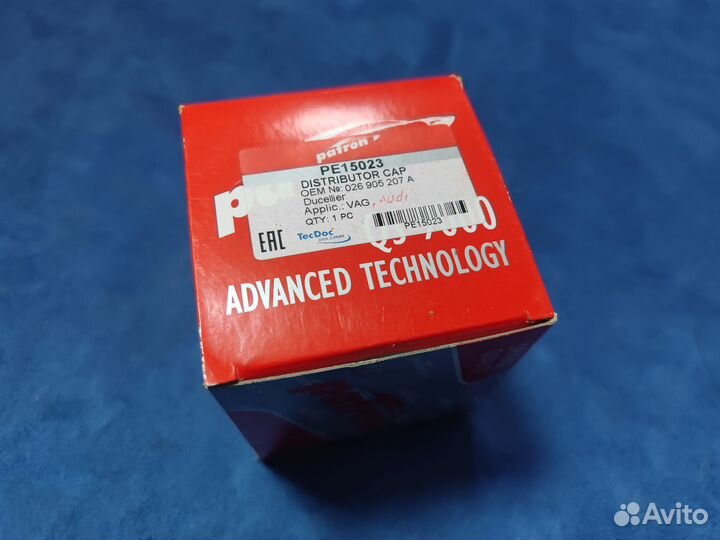 patron
PE15023
DISTRIBUTOR CAP
OEM №: 026 905 207 A
Ducellier
Applic.: VAG, Audi
QTY: 1 PC
EAC
TecDoc
PE15023
ADVANCED TECHNOLOGY
Avito